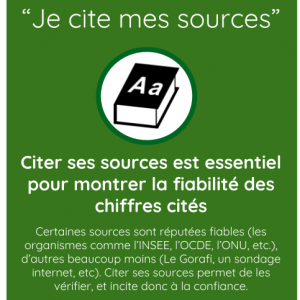 “Je cite mes sources”
Aa
Citer ses sources est essentiel
pour montrer la fiabilité des
chiffres cités
Certaines sources sont réputées fiables (les
organismes comme l’INSEE, l’OCDE, l’ONU, etc.),
d’autres beaucoup moins (Le Gorafi, un sondage
internet, etc). Citer ses sources permet de les
vérifier, et incite donc à la confiance.